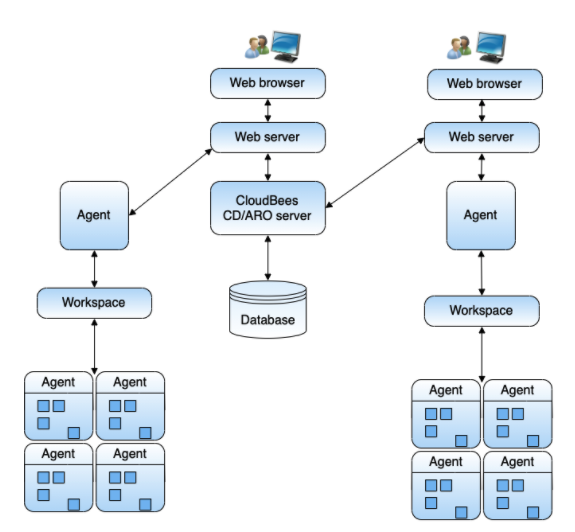 Web browser
Web browser
Web server
Web server
Agent
CloudBees
CD/ARO server
Agent
Workspace
Database
Workspace
Agent
Agent
Agent
Agent
Agent
Agent
Agent
Agent